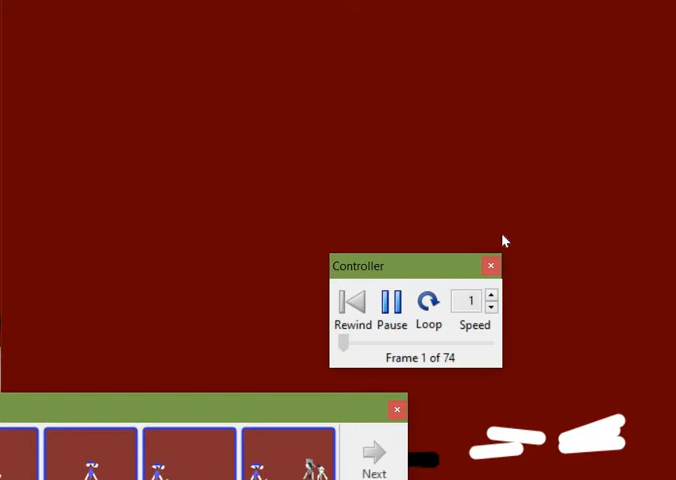 Controller
1
Rewind Pause Loop Speed
Frame 1 of 74
Next